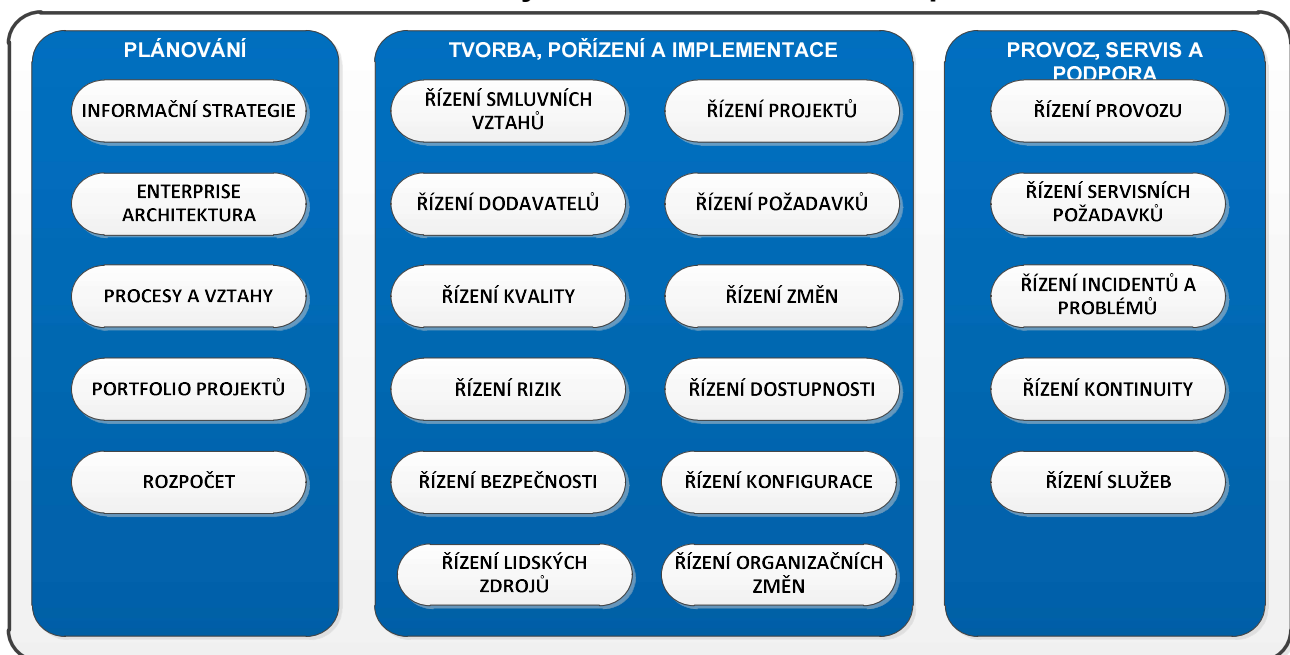 PLÁNOVÁNÍ
INFORMAČNÍ STRATEGIE
ENTERPRISE
ARCHITEKTURA
PROCESY A VZTAHY
PORTFOLIO PROJEKTŮ
ROZPOČET
TVORBA, POŘÍZENÍ A IMPLEMENTACE
ŘÍZENÍ SMLUVNÍCH
VZTAHŮ
ŘÍZENÍ PROJEKTŮ
ŘÍZENÍ DODAVATELŮ
ŘÍZENÍ POŽADAVKŮ
ŘÍZENÍ KVALITY
ŘÍZENÍ ZMĚN
ŘÍZENÍ RIZIK
ŘÍZENÍ DOSTUPNOSTI
ŘÍZENÍ BEZPEČNOSTI
ŘÍZENÍ KONFIGURACE
ŘÍZENÍ LIDSKÝCH
ZDROJŮ
ŘÍZENÍ ORGANIZAČNÍCH
ZMĚN
PROVOZ, SERVIS A
PODPORA
ŘÍZENÍ PROVOZU
ŘÍZENÍ SERVISNÍCH
POŽADAVKŮ
ŘÍZENÍ INCIDENTŮ A
PROBLÉMŮ
ŘÍZENÍ KONTINUITY
ŘÍZENÍ SLUŽEB